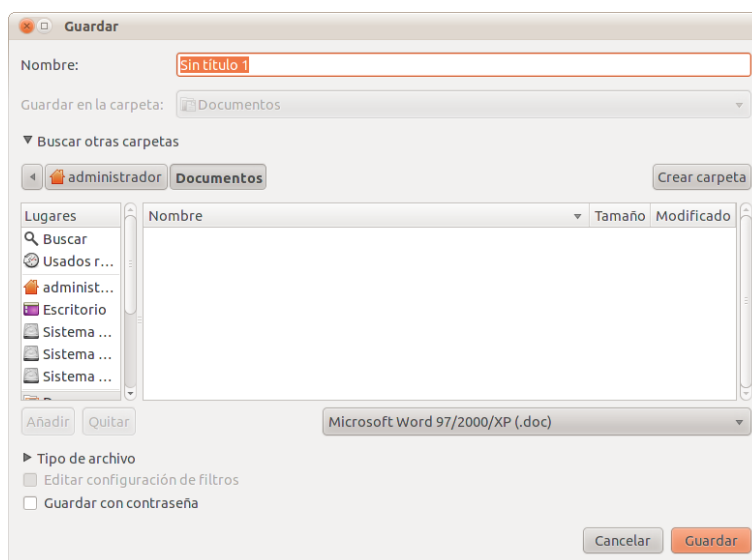 Guardar
Nombre: Sin título 1
Guardar en la carpeta: Documentos
Buscar otras carpetas
administrador Documentos Crear carpeta
Lugares Nombre Tamaño Modificado
Buscar
Usados r...
administ...
Escritorio
Sistema ...
Sistema ...
Sistema ...
Añadir Quitar Microsoft Word 97/2000/XP (.doc)
Tipo de archivo
Editar configuración de filtros
Guardar con contraseña
Cancelar Guardar